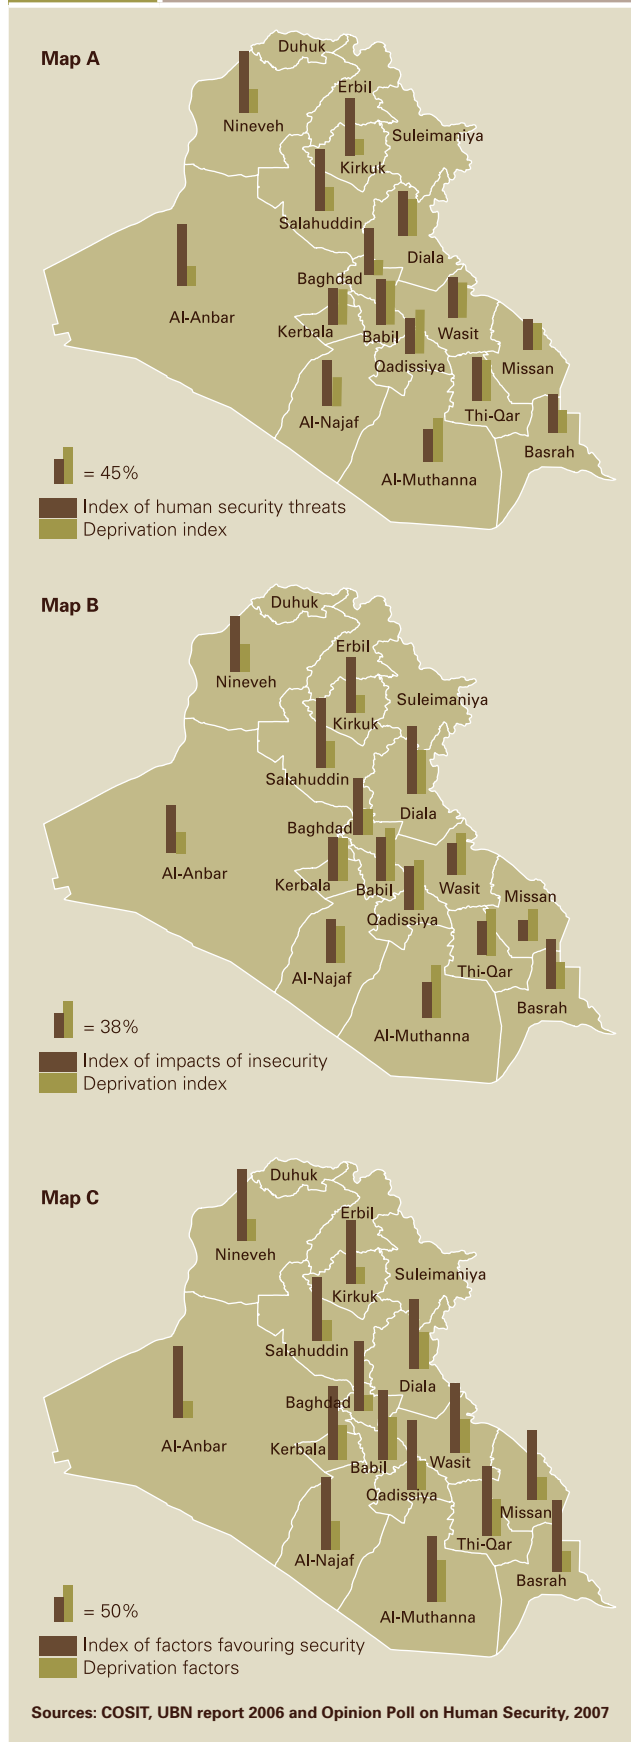 Map A
Duhuk
Erbil
Nineveh
Suleimaniya
Kirkuk
Salahuddin
Diala
Baghdad
Al-Anbar
Kerbala
Babil
Wasit
Qadissiya
Missan
Al-Najaf
Thi-Qar
Basrah
Al-Muthanna
= 45%
Index of human security threats
Deprivation index
Map B
Duhuk
Erbil
Nineveh
Suleimaniya
Kirkuk
Salahuddin
Diala
Baghdad
Al-Anbar
Kerbala
Babil
Wasit
Missan
Qadissiya
Al-Najaf
Thi-Qar
Basrah
Al-Muthanna
= 38%
Index of impacts of insecurity
Deprivation index
Map C
Duhuk
Erbil
Nineveh
Suleimaniya
Kirkuk
Salahuddin
Diala
Baghdad
Al-Anbar
Kerbala
Babil
Wasit
Qadissiya
Missan
Thi-Qar
Al-Najaf
Basrah
Al-Muthanna
= 50%
Index of factors favouring security
Deprivation factors
Sources: COSIT, UBN report 2006 and Opinion Poll on Human Security, 2007